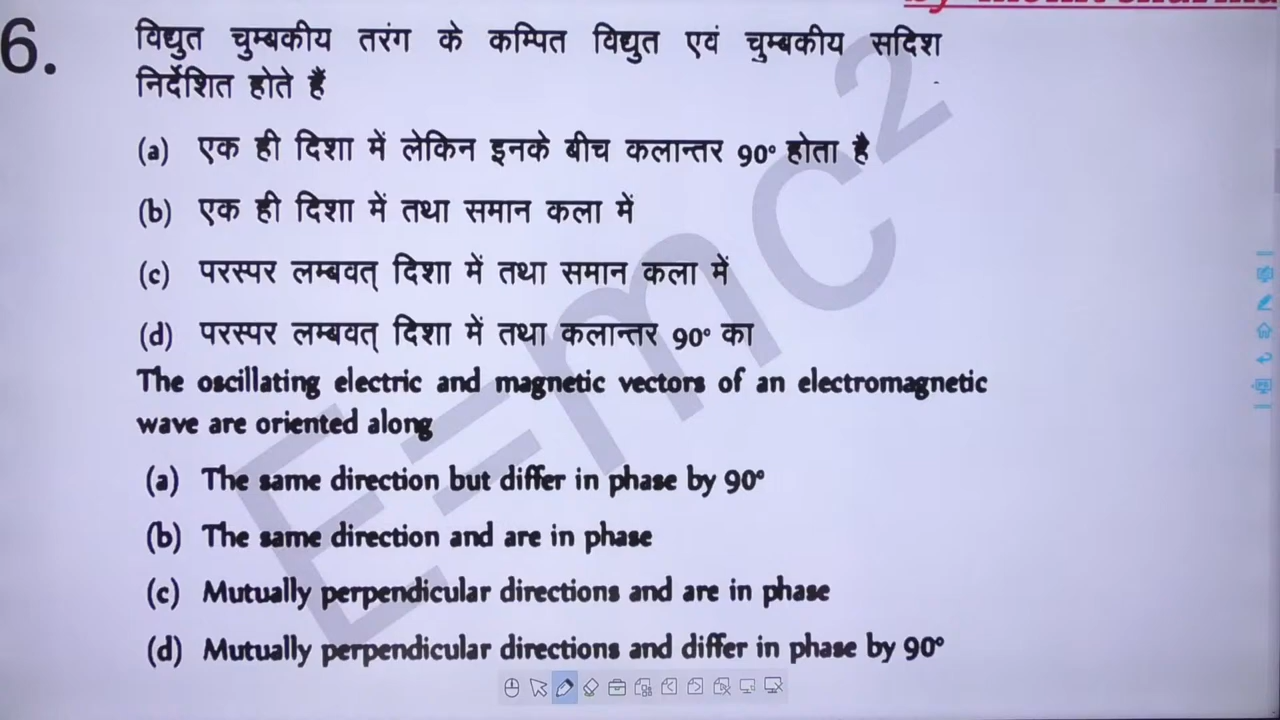 6.
विद्युत चुम्बकीय तरंग के कम्पित विद्युत एवं चुम्बकीय सदिश
निर्देशित होते हैं
(a) एक ही दिशा में लेकिन इनके बीच कलान्तर 90° होता है
(b) एक ही दिशा में तथा समान कला में
(c) परस्पर लम्बवत् दिशा में तथा समान कला में
(d) परस्पर लम्बवत् दिशा में तथा कलान्तर 90° का
The oscillating electric and magnetic vectors of an electromagnetic
wave are oriented along
(a) The same direction but differ in phase by 90°
(b) The same direction and are in phase
(c) Mutually perpendicular directions and are in phase
(d) Mutually perpendicular directions and differ in phase by 90°
E=mc²